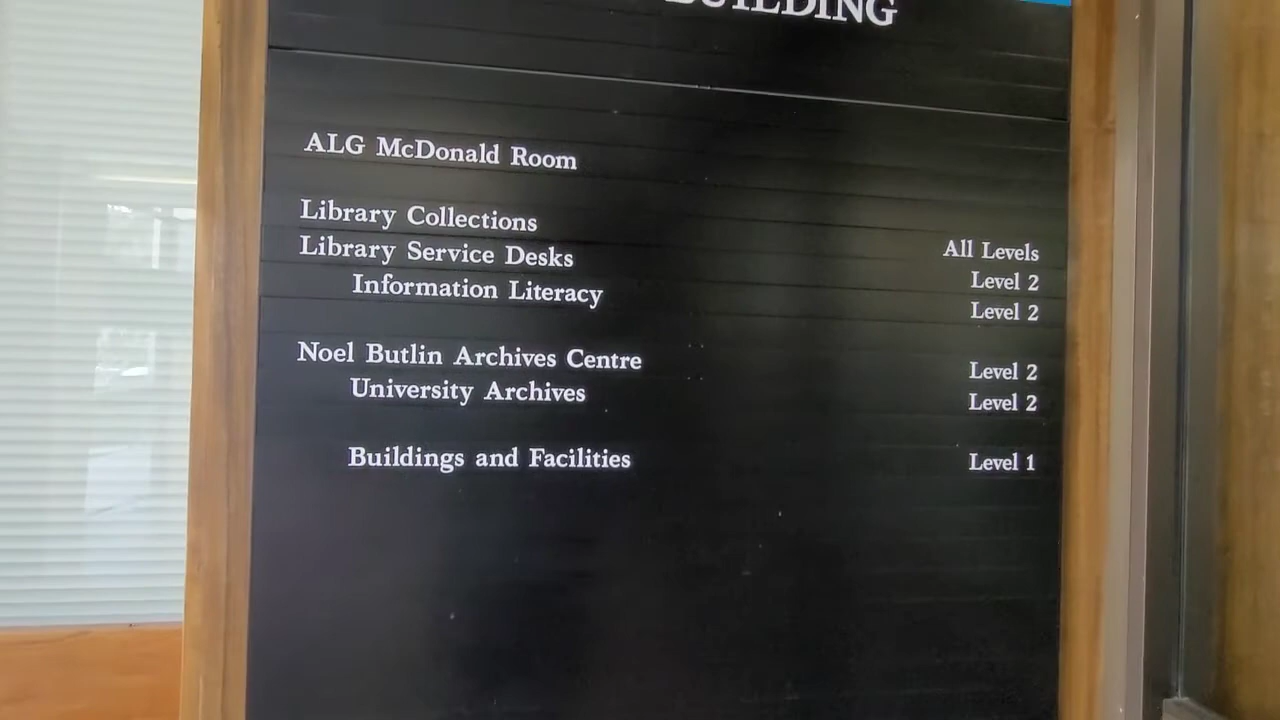 BUILDING
ALG McDonald Room
Library Collections All Levels
Library Service Desks Level 2
Information Literacy Level 2
Noel Butlin Archives Centre Level 2
University Archives Level 2
Buildings and Facilities Level 1